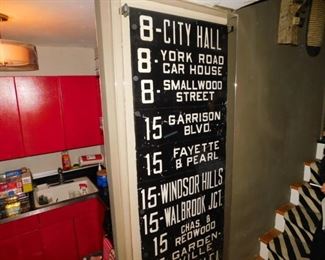 8-CITY HALL
8-YORK ROAD
CAR HOUSE
8-SMALLWOOD
STREET
15-GARRISON
BLVD.
15-FAYETTE
& PEARL
15-WINDSOR HILLS
15-WALBROOK JCT.
15-CHAS. &
REDWOOD
GARDEN-
VILLE